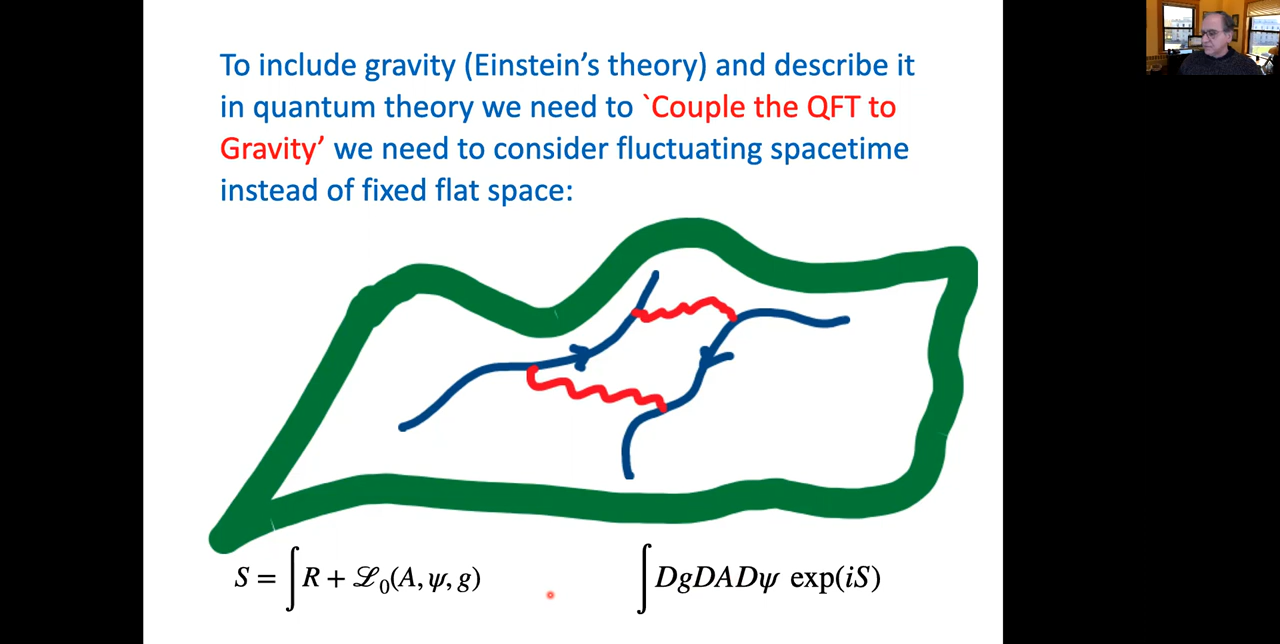 To include gravity (Einstein’s theory) and describe it
in quantum theory we need to `Couple the QFT to
Gravity’ we need to consider fluctuating spacetime
instead of fixed flat space:
S = ∫ R + ℒ₀(A, ψ, g)
∫ DgDADψ exp(iS)